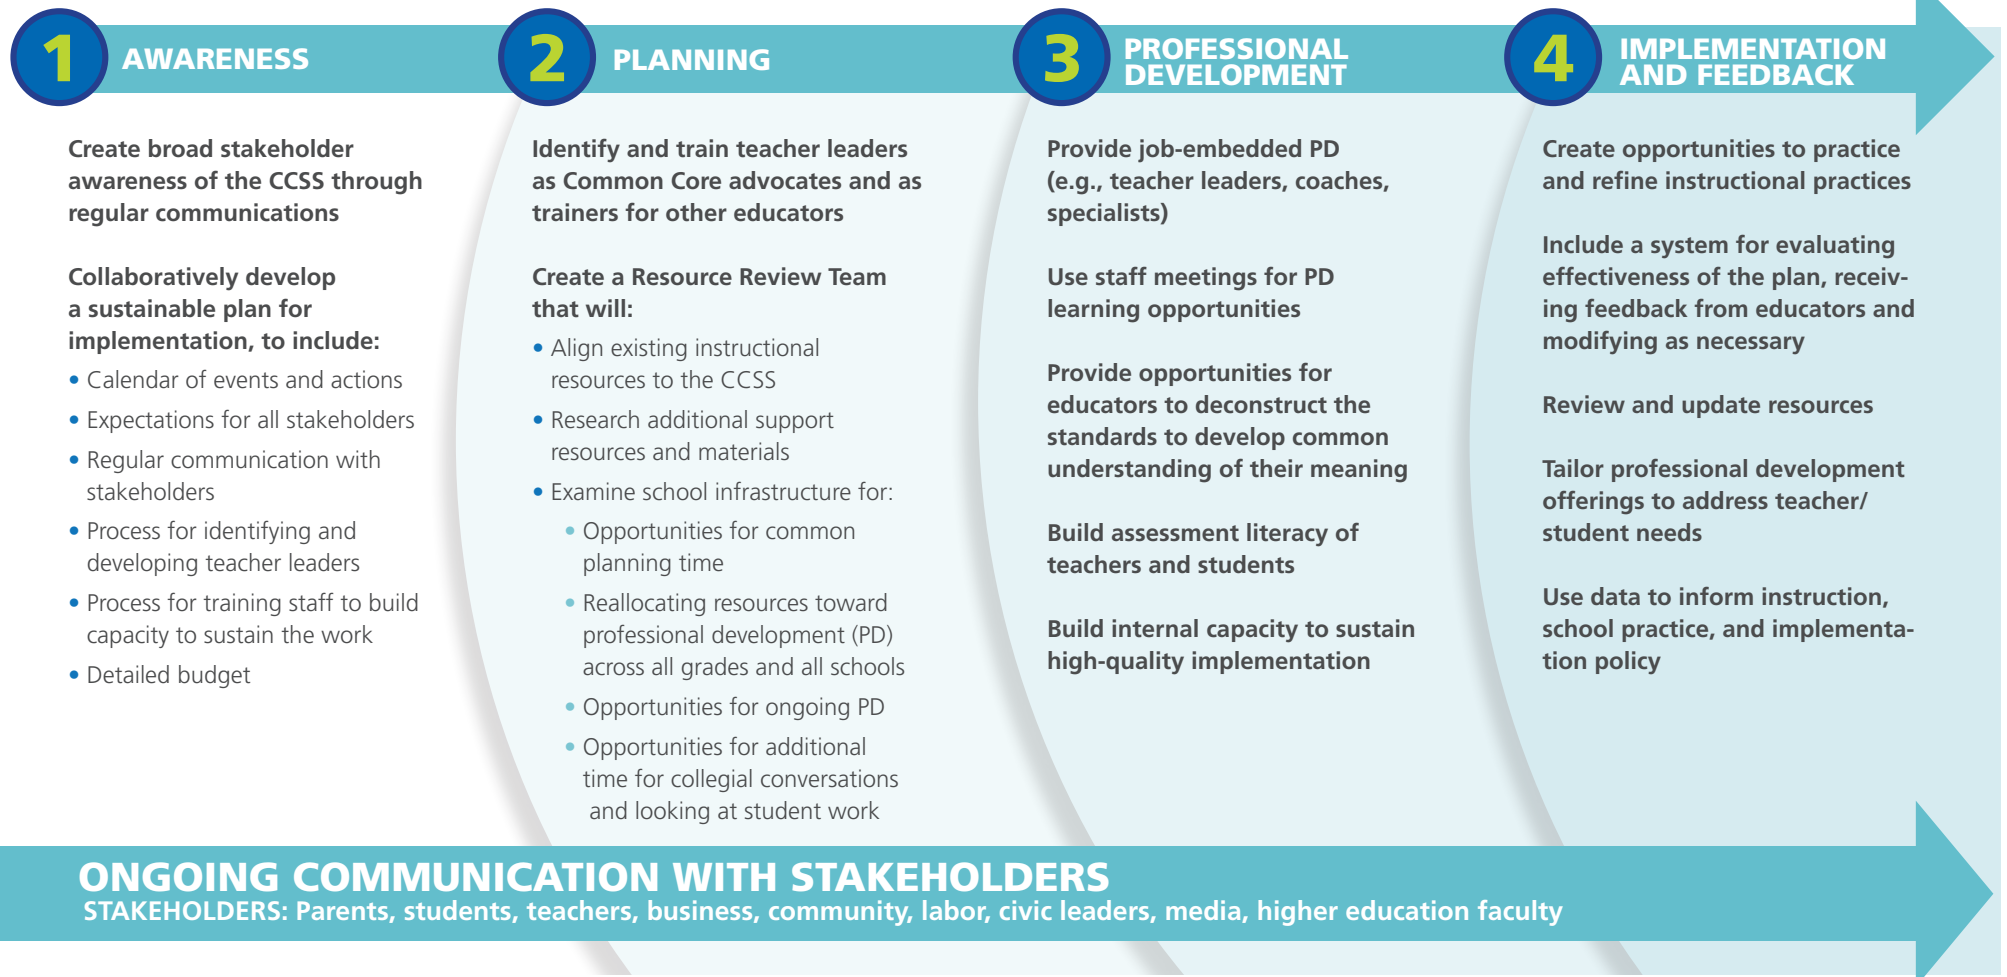 1 AWARENESS
Create broad stakeholder
awareness of the CCSS through
regular communications
Collaboratively develop
a sustainable plan for
implementation, to include:
• Calendar of events and actions
• Expectations for all stakeholders
• Regular communication with
stakeholders
• Process for identifying and
developing teacher leaders
• Process for training staff to build
capacity to sustain the work
• Detailed budget
2 PLANNING
Identify and train teacher leaders
as Common Core advocates and as
trainers for other educators
Create a Resource Review Team
that will:
• Align existing instructional
resources to the CCSS
• Research additional support
resources and materials
• Examine school infrastructure for:
• Opportunities for common
planning time
• Reallocating resources toward
professional development (PD)
across all grades and all schools
• Opportunities for ongoing PD
• Opportunities for additional
time for collegial conversations
and looking at student work
3 PROFESSIONAL
DEVELOPMENT
Provide job-embedded PD
(e.g., teacher leaders, coaches,
specialists)
Use staff meetings for PD
learning opportunities
Provide opportunities for
educators to deconstruct the
standards to develop common
understanding of their meaning
Build assessment literacy of
teachers and students
Build internal capacity to sustain
high-quality implementation
4 IMPLEMENTATION
AND FEEDBACK
Create opportunities to practice
and refine instructional practices
Include a system for evaluating
effectiveness of the plan, receiv-
ing feedback from educators and
modifying as necessary
Review and update resources
Tailor professional development
offerings to address teacher/
student needs
Use data to inform instruction,
school practice, and implementa-
tion policy
ONGOING COMMUNICATION WITH STAKEHOLDERS
STAKEHOLDERS: Parents, students, teachers, business, community, labor, civic leaders, media, higher education faculty